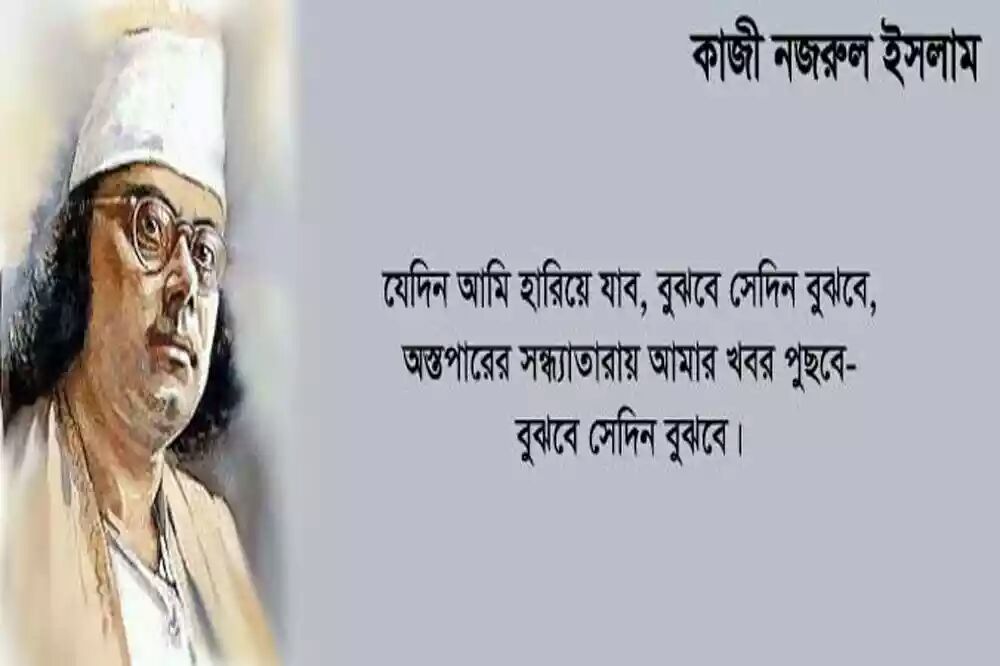 কাজী নজরুল ইসলাম
যেদিন আমি হারিয়ে যাব, বুঝবে সেদিন বুঝবে,
অস্তপারের সন্ধ্যাতারায় আমার খবর পুছবে-
বুঝবে সেদিন বুঝবে।